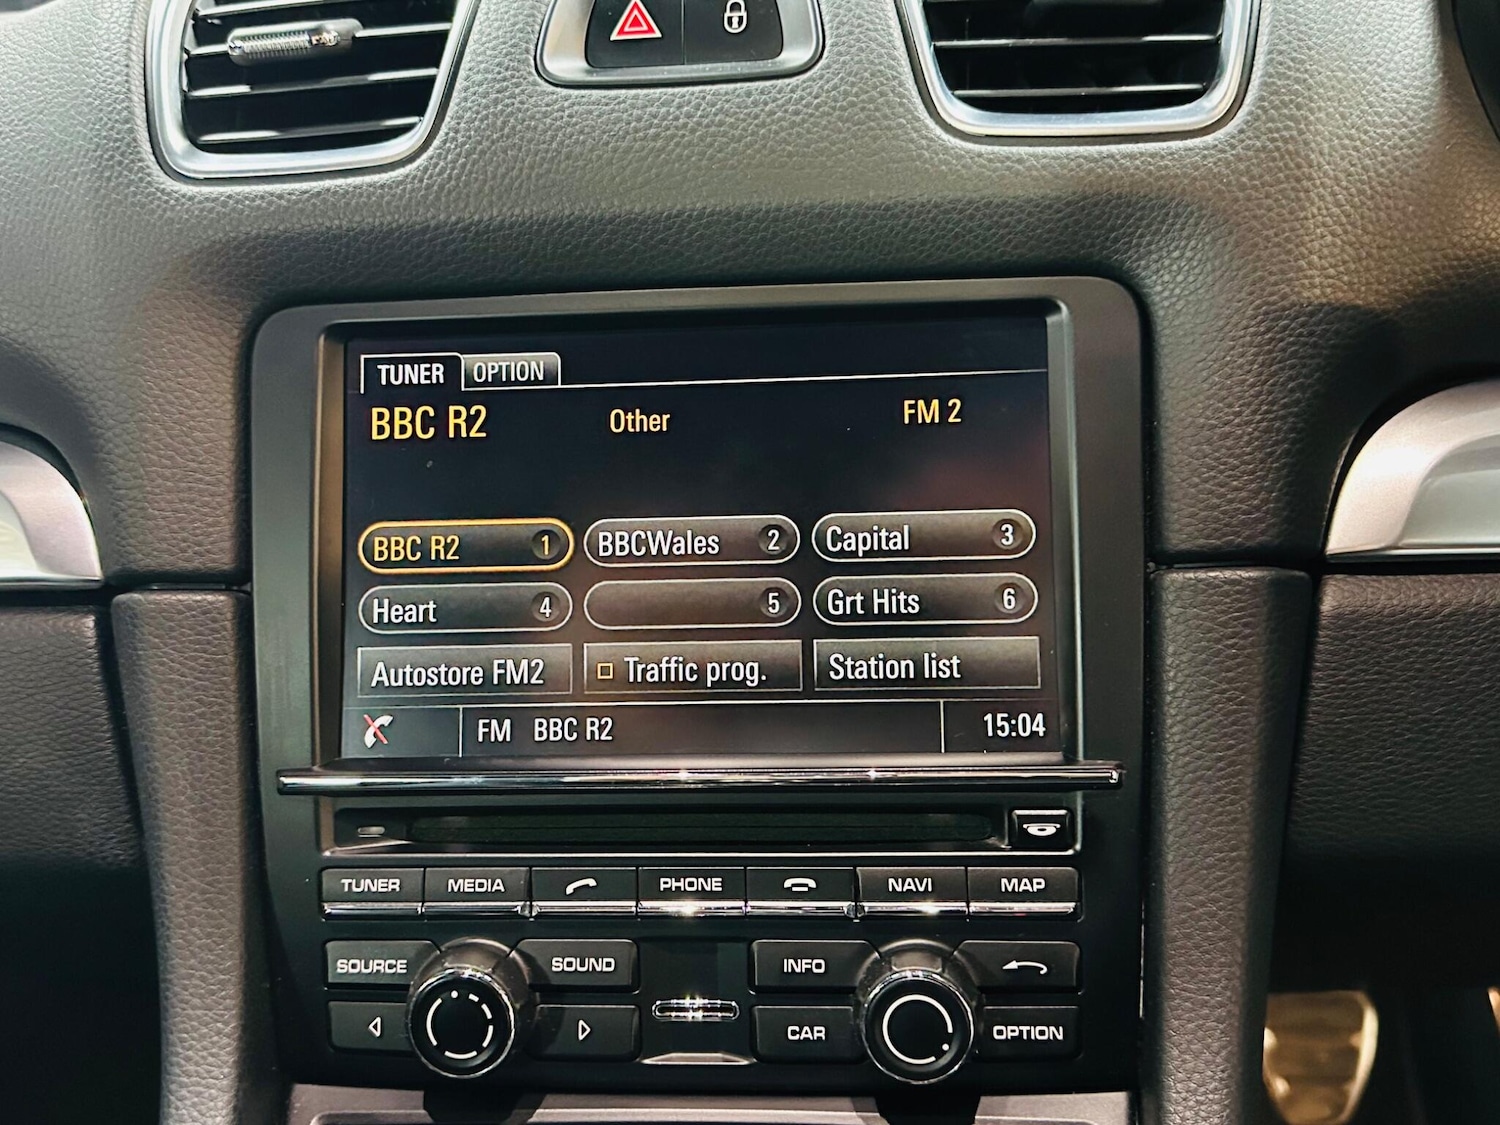 TUNER OPTION
BBC R2 Other FM 2
BBC R2 1 BBCWales 2 Capital 3
Heart 4 5 Grt Hits 6
Autostore FM2 Traffic prog. Station list
FM BBC R2 15:04
TUNER MEDIA PHONE NAVI MAP
SOURCE SOUND INFO
CAR OPTION